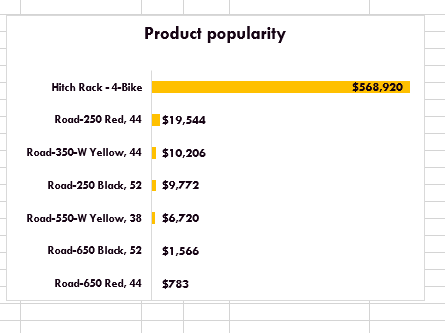 Product popularity
Hitch Rack - 4-Bike $568,920
Road-250 Red, 44 $19,544
Road-350-W Yellow, 44 $10,206
Road-250 Black, 52 $9,772
Road-550-W Yellow, 38 $6,720
Road-650 Black, 52 $1,566
Road-650 Red, 44 $783